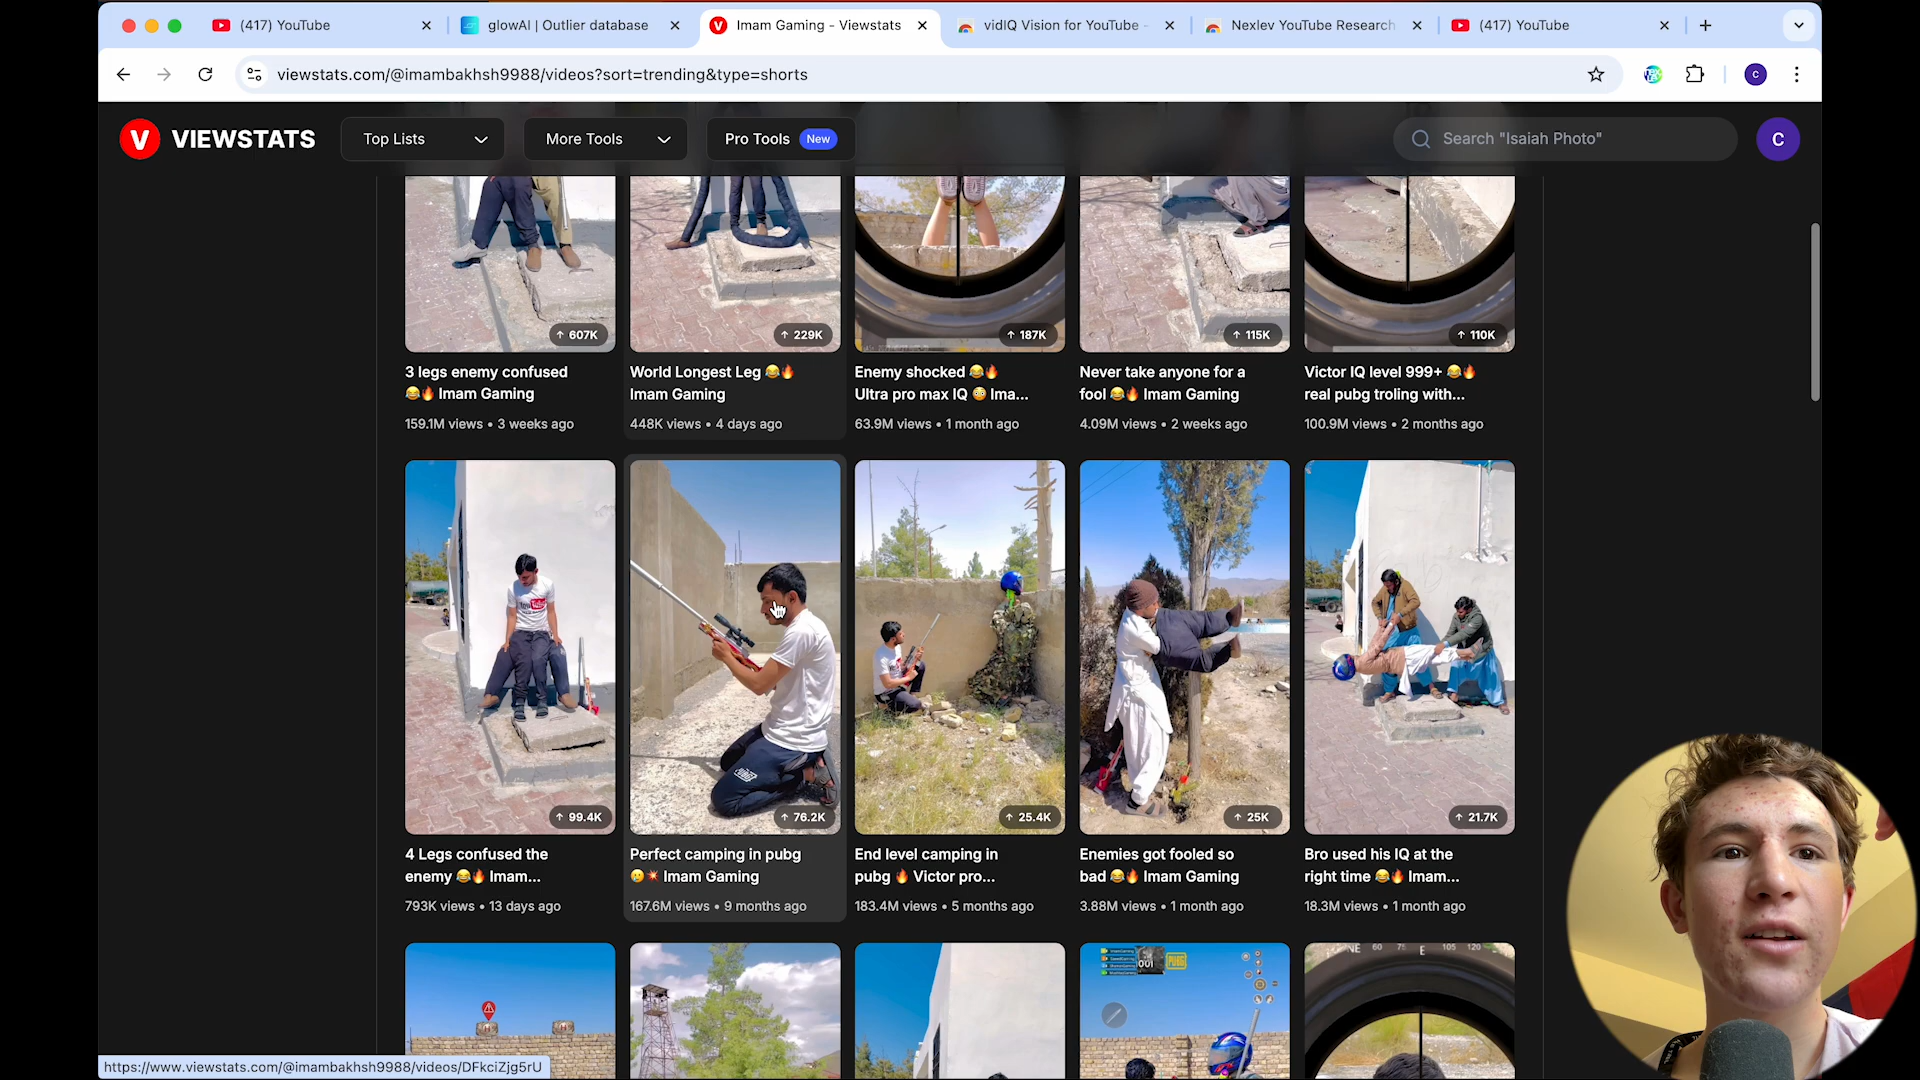 (417) YouTube
glowAI | Outlier database
Imam Gaming - Viewstats
vidIQ Vision for YouTube -
Nexlev YouTube Research
(417) YouTube
viewstats.com/@imambakhsh9988/videos?sort=trending&type=shorts
C
V VIEWSTATS
Top Lists
More Tools
Pro Tools New
Search "Isaiah Photo"
C
↑ 607K
↑ 229K
↑ 187K
↑ 115K
↑ 110K
3 legs enemy confused
😂🔥 Imam Gaming
159.1M views • 3 weeks ago
World Longest Leg 😂🔥
Imam Gaming
448K views • 4 days ago
Enemy shocked 😂🔥
Ultra pro max IQ 😳 Ima...
63.9M views • 1 month ago
Never take anyone for a
fool 😂🔥 Imam Gaming
4.09M views • 2 weeks ago
Victor IQ level 999+ 😂🔥
real pubg troling with...
100.9M views • 2 months ago
↑ 99.4K
↑ 76.2K
↑ 25.4K
↑ 25K
↑ 21.7K
4 Legs confused the
enemy 😂🔥 Imam...
793K views • 13 days ago
Perfect camping in pubg
🥲💥 Imam Gaming
167.6M views • 9 months ago
End level camping in
pubg 🔥 Victor pro...
183.4M views • 5 months ago
Enemies got fooled so
bad 😂🔥 Imam Gaming
3.88M views • 1 month ago
Bro used his IQ at the
right time 😂🔥 Imam...
18.3M views • 1 month ago
NE 60 75 E 105 120
https://www.viewstats.com/@imambakhsh9988/videos/DFkciZjg5rU